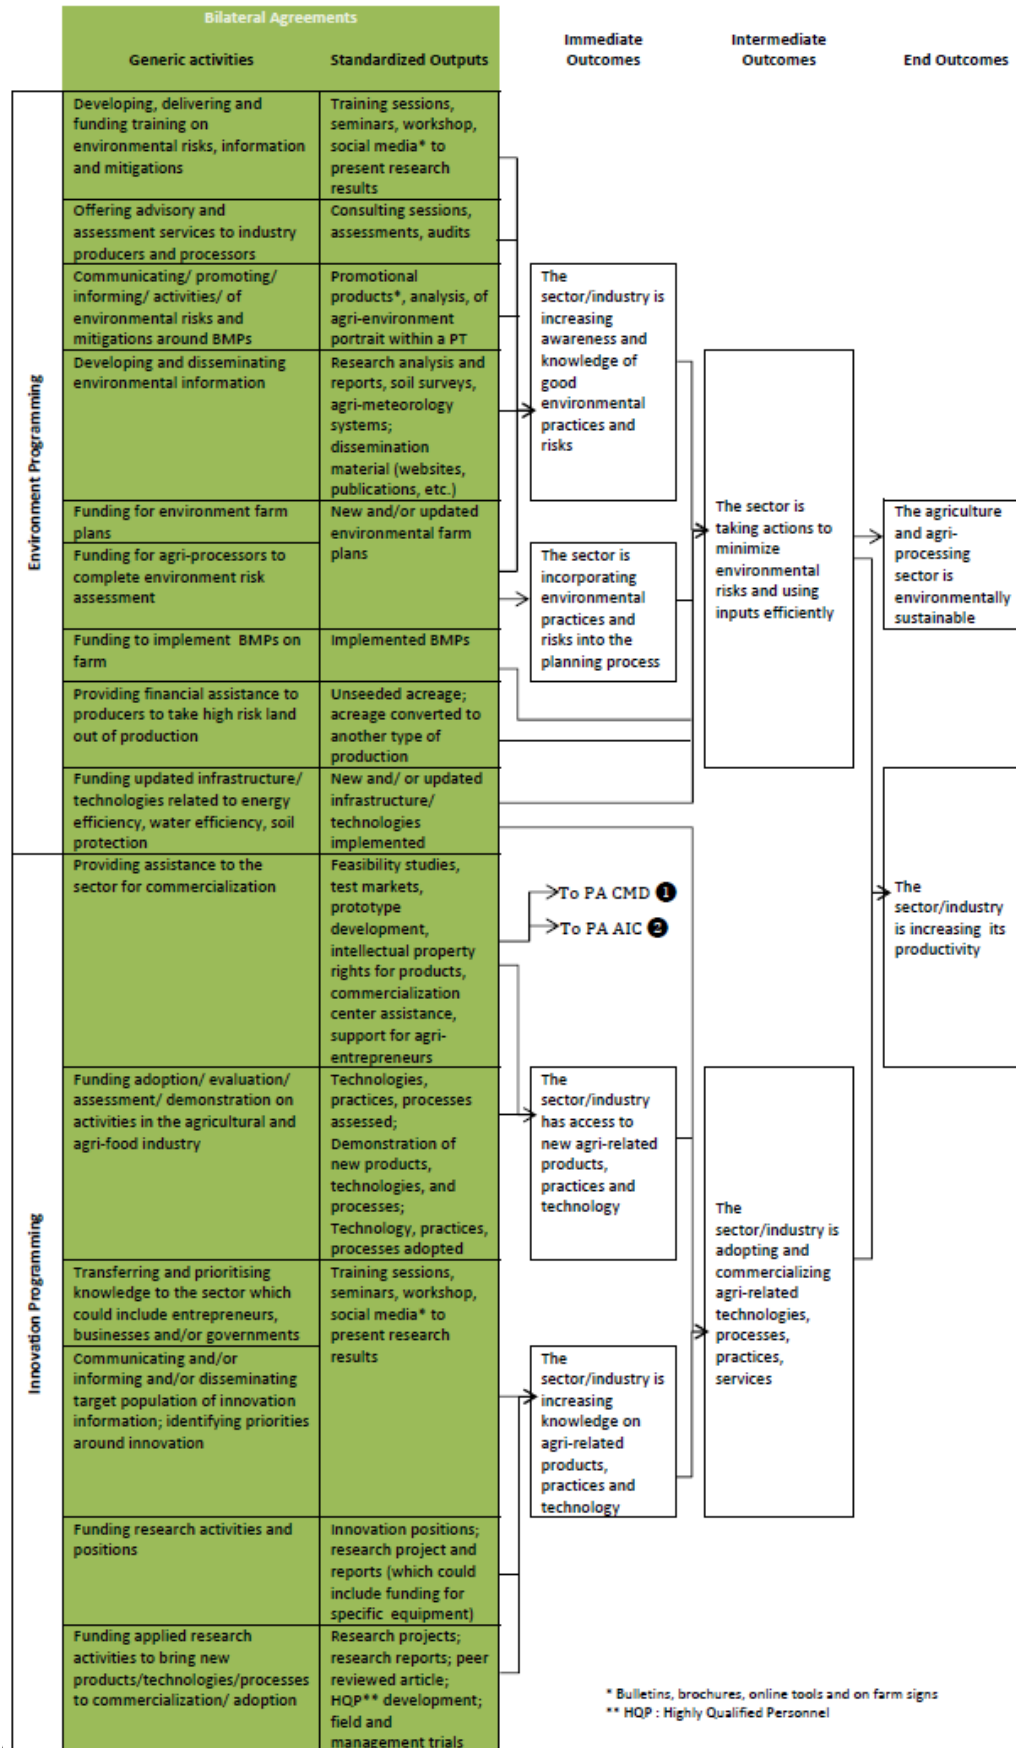 Bilateral Agreements
Generic activities
Standardized Outputs
Immediate
Outcomes
Intermediate
Outcomes
End Outcomes
Environment Programming
Developing, delivering and
funding training on
environmental risks, information
and mitigations
Training sessions,
seminars, workshop,
social media* to
present research
results
Offering advisory and
assessment services to industry
producers and processors
Consulting sessions,
assessments, audits
Communicating/ promoting/
informing/ activities/ of
environmental risks and
mitigations around BMPs
Promotional
products*, analysis, of
agri-environment
portrait within a PT
Developing and disseminating
environmental information
Research analysis and
reports, soil surveys,
agri-meteorology
systems;
dissemination
material (websites,
publications, etc.)
Funding for environment farm
plans
Funding for agri-processors to
complete environment risk
assessment
New and/or updated
environmental farm
plans
Funding to implement BMPs on
farm
Implemented BMPs
Providing financial assistance to
producers to take high risk land
out of production
Unseeded acreage;
acreage converted to
another type of
production
Funding updated infrastructure/
technologies related to energy
efficiency, water efficiency, soil
protection
New and/ or updated
infrastructure/
technologies
implemented
The
sector/industry is
increasing
awareness and
knowledge of
good
environmental
practices and
risks
The sector is
incorporating
environmental
practices and
risks into the
planning process
The sector is
taking actions to
minimize
environmental
risks and using
inputs efficiently
The agriculture
and agri-
processing
sector is
environmentally
sustainable
Innovation Programming
Providing assistance to the
sector for commercialization
Feasibility studies,
test markets,
prototype
development,
intellectual property
rights for products,
commercialization
center assistance,
support for agri-
entrepreneurs
To PA CMD ❶
To PA AIC ❷
The
sector/industry
is increasing its
productivity
Funding adoption/ evaluation/
assessment/ demonstration on
activities in the agricultural and
agri-food industry
Technologies,
practices, processes
assessed;
Demonstration of
new products,
technologies, and
processes;
Technology, practices,
processes adopted
The
sector/industry
has access to
new agri-related
products,
practices and
technology
Transferring and prioritising
knowledge to the sector which
could include entrepreneurs,
businesses and/or governments
Communicating and/or
informing and/or disseminating
target population of innovation
information; identifying priorities
around innovation
Training sessions,
seminars, workshop,
social media* to
present research
results
The
sector/industry is
increasing
knowledge on
agri-related
products,
practices and
technology
The
sector/industry is
adopting and
commercializing
agri-related
technologies,
processes,
practices,
services
Funding research activities and
positions
Innovation positions;
research project and
reports (which could
include funding for
specific equipment)
Funding applied research
activities to bring new
products/technologies/processes
to commercialization/ adoption
Research projects;
research reports; peer
reviewed article;
HQP** development;
field and
management trials
* Bulletins, brochures, online tools and on farm signs
** HQP : Highly Qualified Personnel